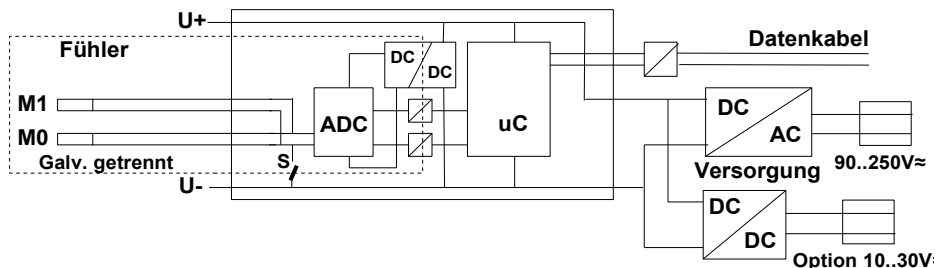 U+
Fühler
DC
DC
Datenkabel
M1
ADC
uC
DC
AC
M0
Galv. getrennt
S
Versorgung
90..250V≈
U-
DC
DC
Option 10..30V